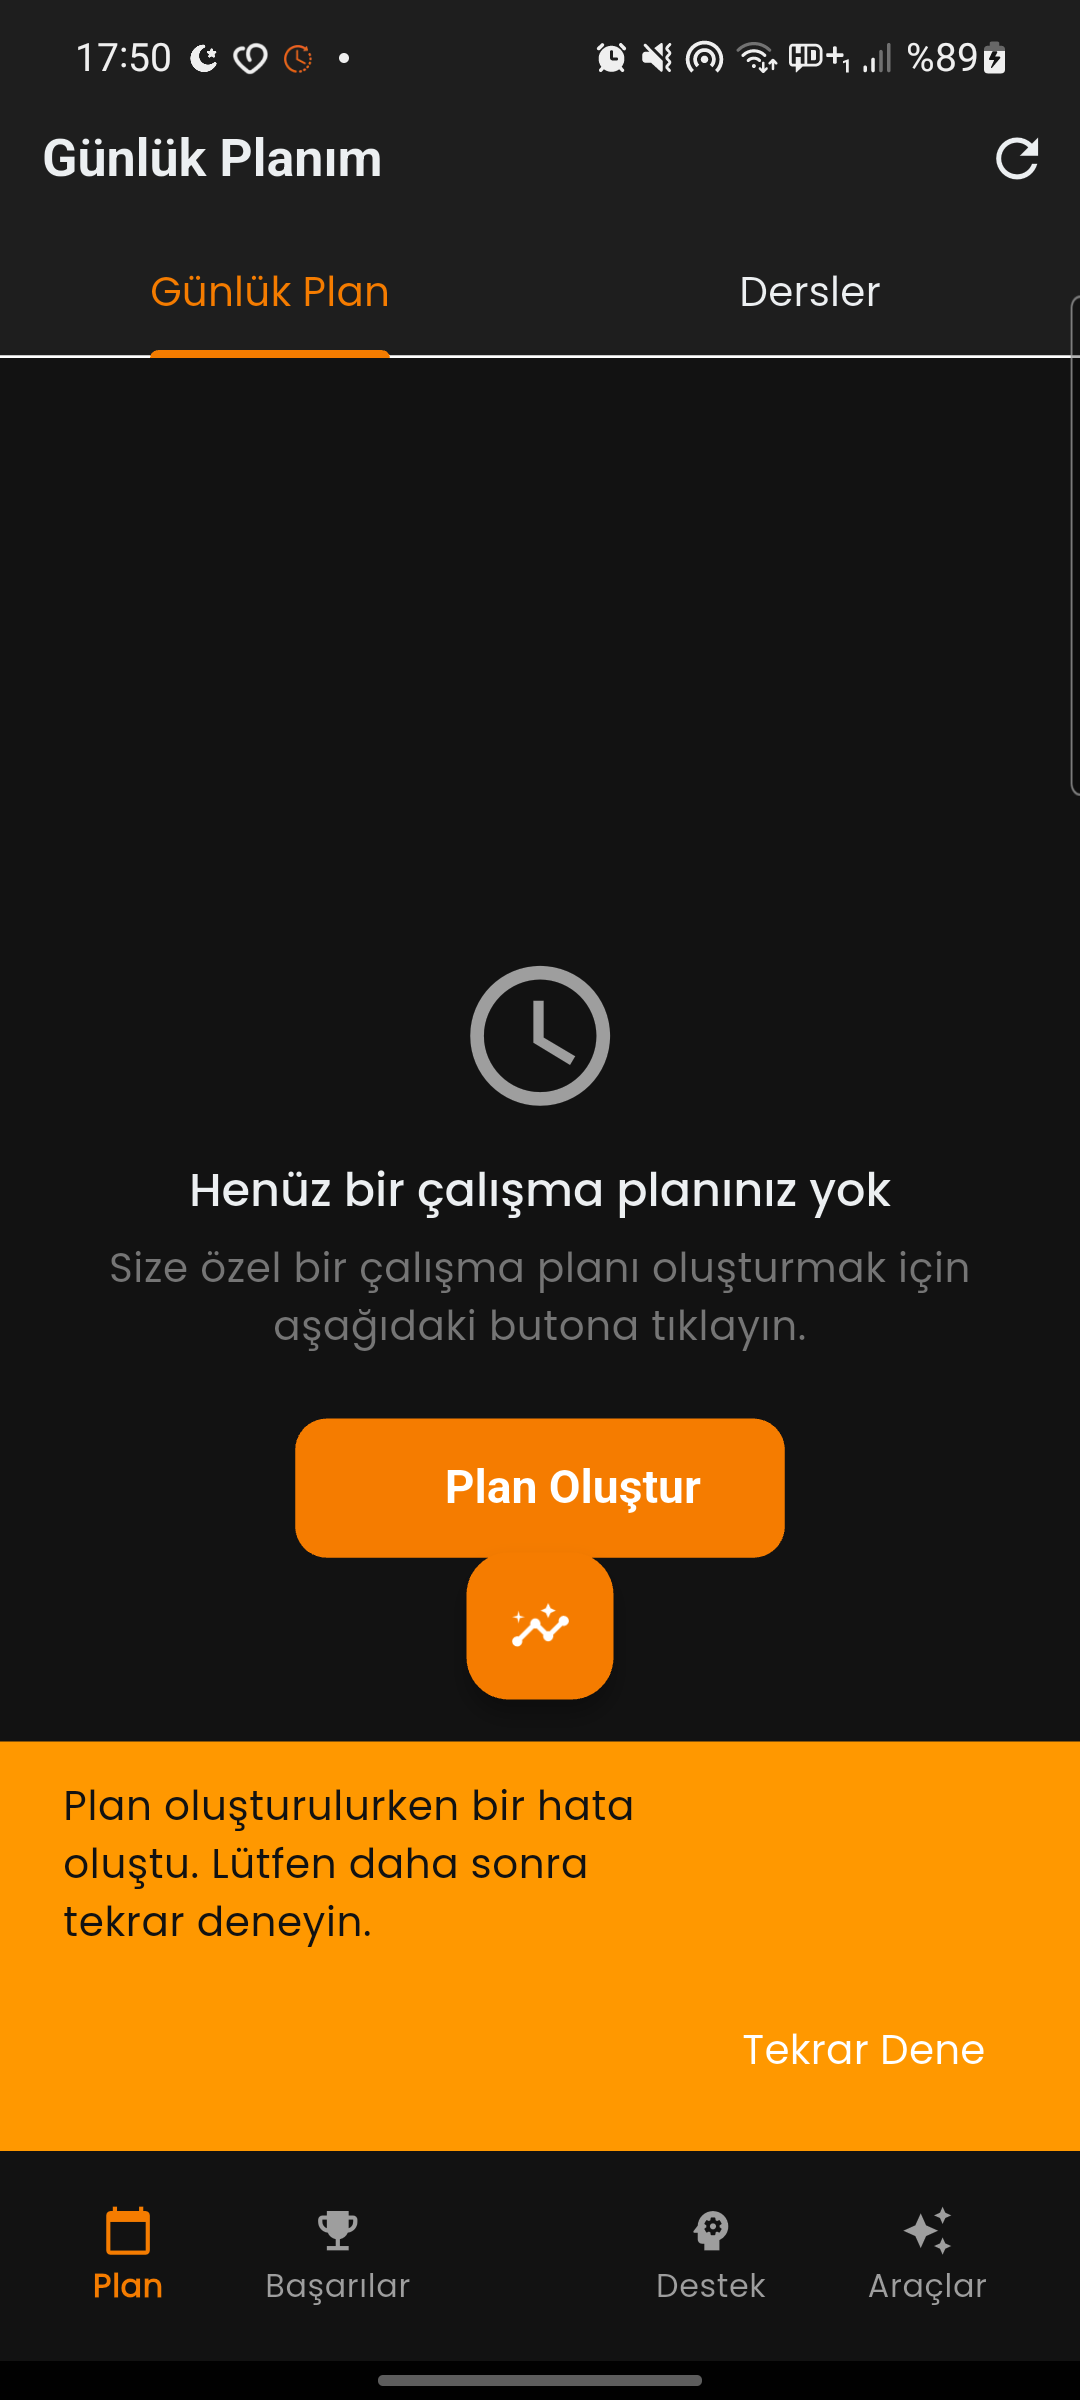 17:50 %89
Günlük Planım
Günlük Plan Dersler
Henüz bir çalışma planınız yok
Size özel bir çalışma planı oluşturmak için
aşağıdaki butona tıklayın.
Plan Oluştur
Plan oluşturulurken bir hata
oluştu. Lütfen daha sonra
tekrar deneyin.
Tekrar Dene
Plan Başarılar Destek Araçlar